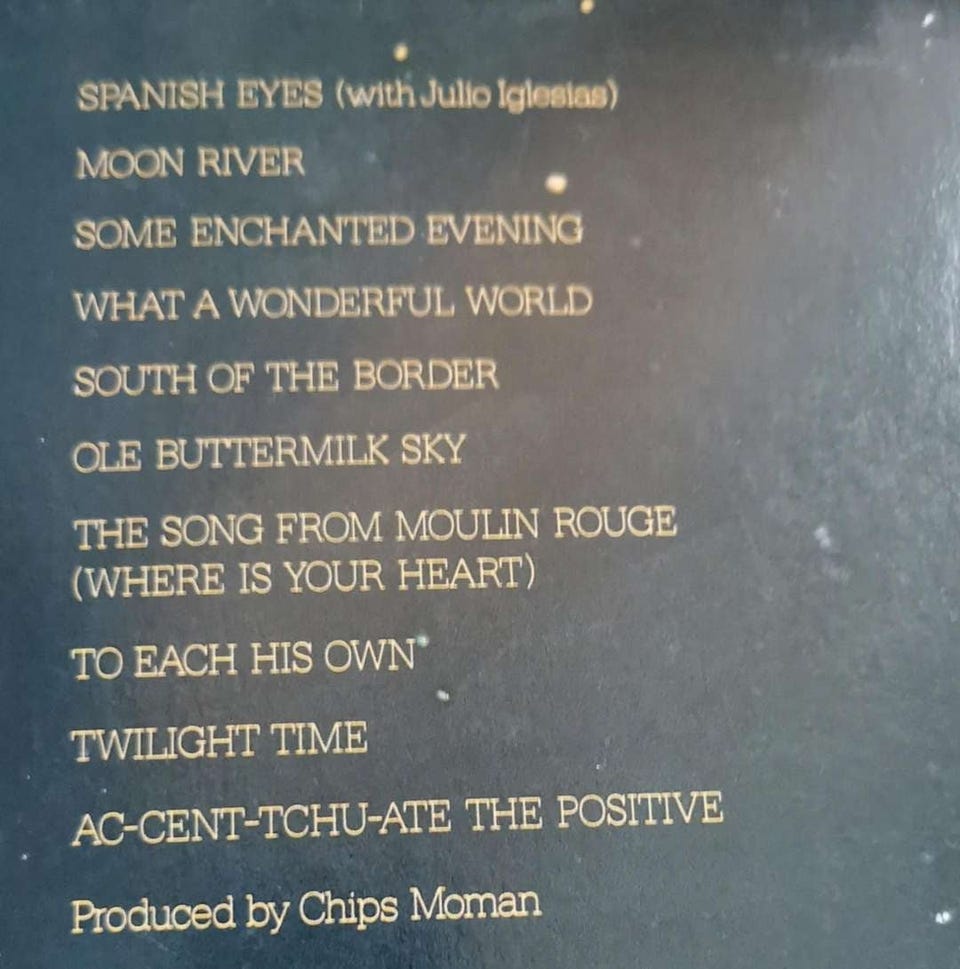 SPANISH EYES (with Julio Iglesias)
MOON RIVER
SOME ENCHANTED EVENING
WHAT A WONDERFUL WORLD
SOUTH OF THE BORDER
OLE BUTTERMILK SKY
THE SONG FROM MOULIN ROUGE
(WHERE IS YOUR HEART)
TO EACH HIS OWN
TWILIGHT TIME
AC-CENT-TCHU-ATE THE POSITIVE
Produced by Chips Moman